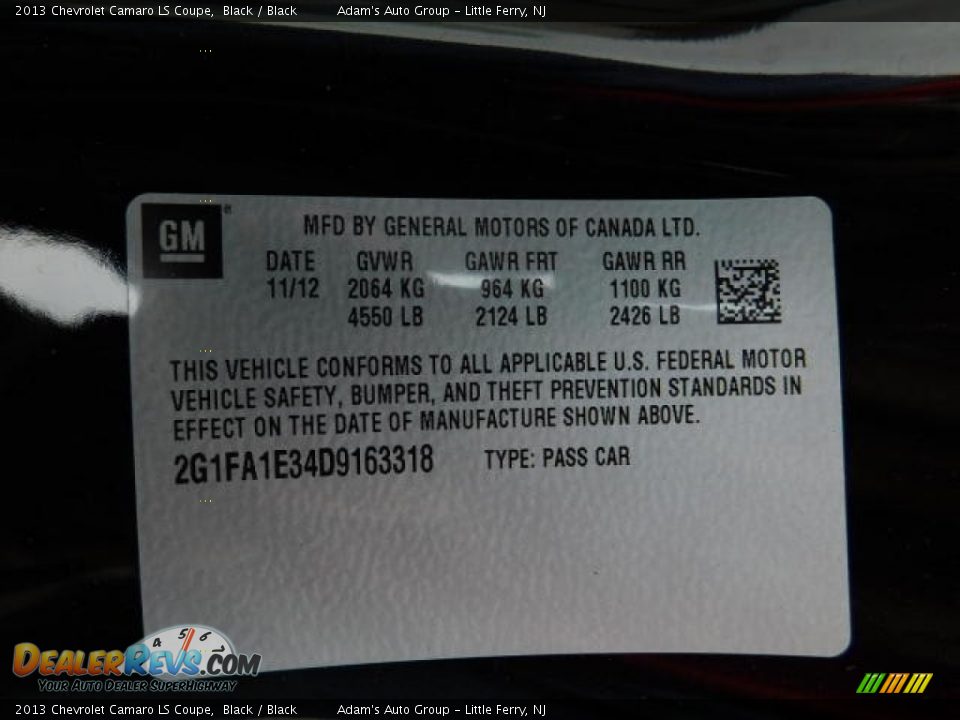 2013 Chevrolet Camaro LS Coupe,  Black / Black          Adam's Auto Group - Little Ferry, NJ
GM®
MFD BY GENERAL MOTORS OF CANADA LTD.
DATE GVWR GAWR FRT GAWR RR
11/12 2064 KG 964 KG 1100 KG
4550 LB 2124 LB 2426 LB
THIS VEHICLE CONFORMS TO ALL APPLICABLE U.S. FEDERAL MOTOR
VEHICLE SAFETY, BUMPER, AND THEFT PREVENTION STANDARDS IN
EFFECT ON THE DATE OF MANUFACTURE SHOWN ABOVE.
2G1FA1E34D9163318 TYPE: PASS CAR
4 5 6 7
DEALERREVS.COM
YOUR AUTO DEALER SUPERHIGHWAY
2013 Chevrolet Camaro LS Coupe,  Black / Black          Adam's Auto Group - Little Ferry, NJ